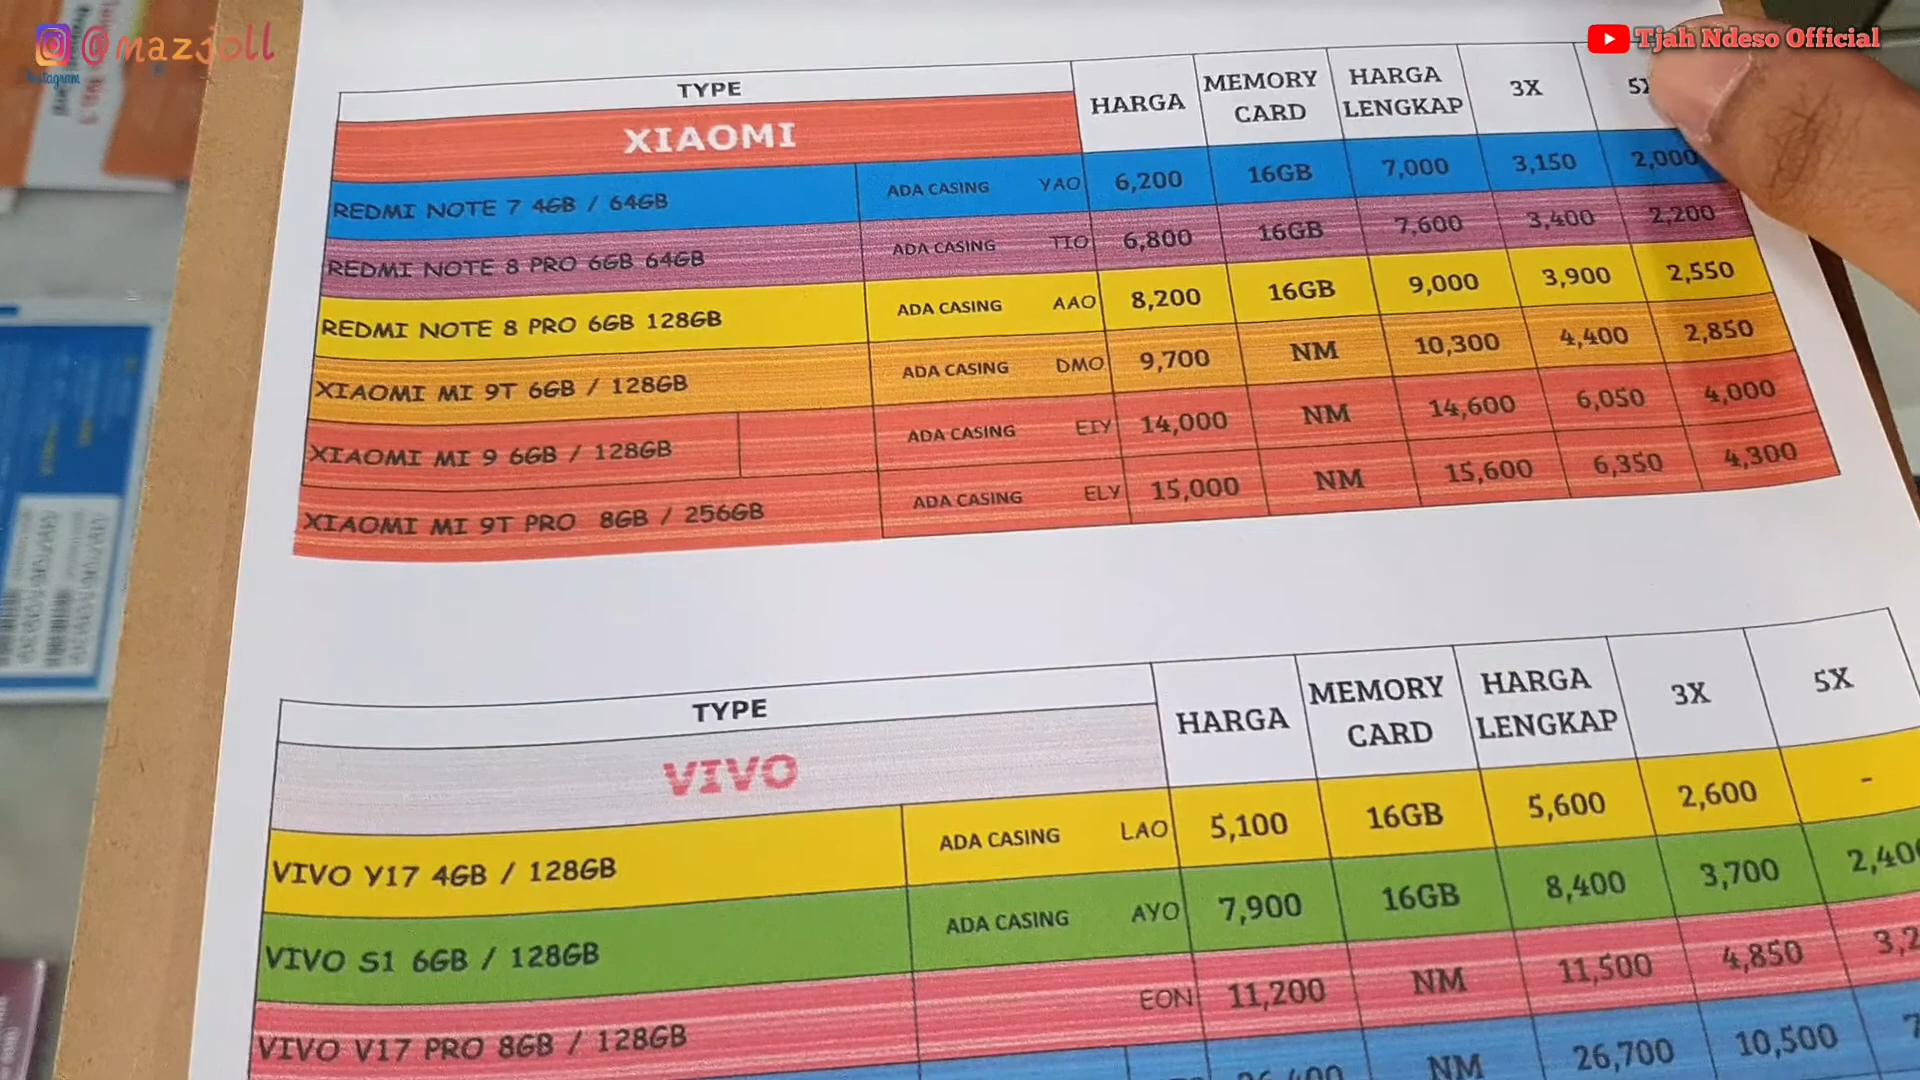 @mazjoll
Instagram
Tjah Ndeso Official
TYPE HARGA MEMORY CARD HARGA LENGKAP 3X
XIAOMI
REDMI NOTE 7 4GB / 64GB ADA CASING YAO 6,200 16GB 7,000 3,150 2,000
REDMI NOTE 8 PRO 6GB 64GB ADA CASING TIO 6,800 16GB 7,600 3,400 2,200
REDMI NOTE 8 PRO 6GB 128GB ADA CASING AAO 8,200 16GB 9,000 3,900 2,550
XIAOMI MI 9T 6GB / 128GB ADA CASING DMO 9,700 NM 10,300 4,400 2,850
XIAOMI MI 9 6GB / 128GB ADA CASING EIY 14,000 NM 14,600 6,050 4,000
XIAOMI MI 9T PRO 8GB / 256GB ADA CASING ELY 15,000 NM 15,600 6,350 4,300
TYPE HARGA MEMORY CARD HARGA LENGKAP 3X 5X
VIVO
VIVO Y17 4GB / 128GB ADA CASING LAO 5,100 16GB 5,600 2,600 -
VIVO S1 6GB / 128GB ADA CASING AYO 7,900 16GB 8,400 3,700
VIVO V17 PRO 8GB / 128GB EON 11,200 NM 11,500 4,850
NM 26,700 10,500